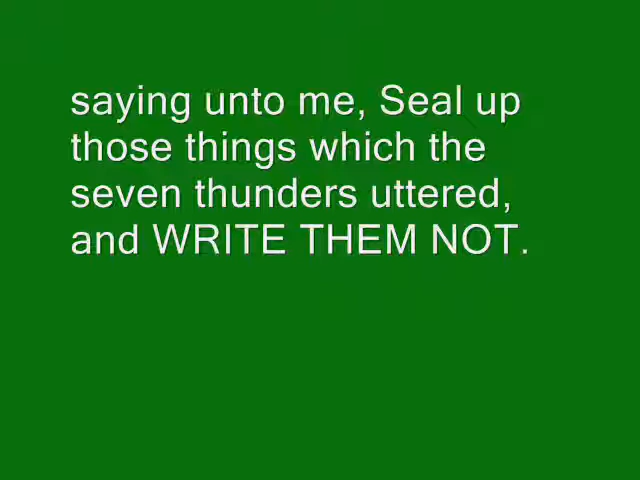 saying unto me, Seal up
those things which the
seven thunders uttered,
and WRITE THEM NOT.